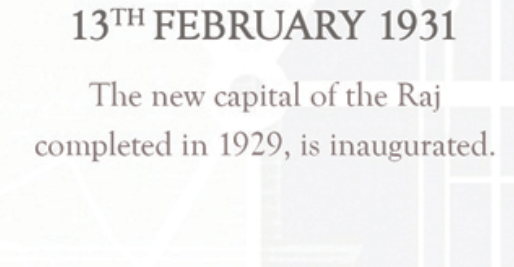 13TH FEBRUARY 1931
The new capital of the Raj
completed in 1929, is inaugurated.